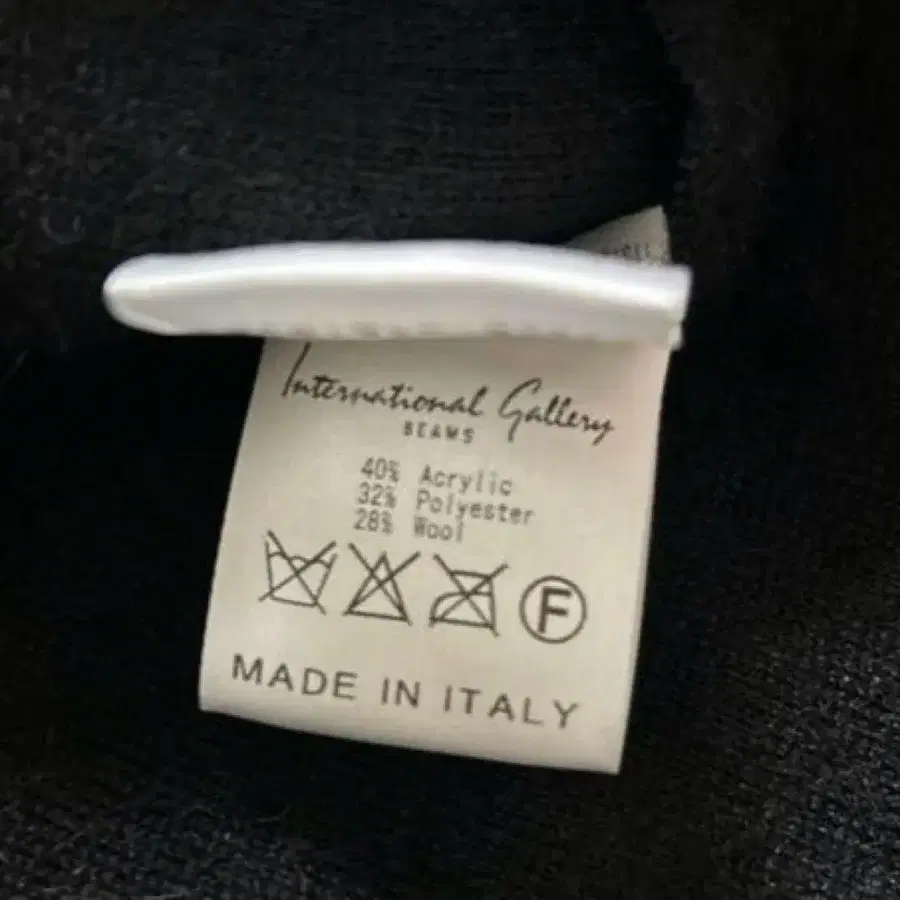 International Gallery
BEAMS
40% Acrylic
32% Polyester
28% Wool
F
MADE IN ITALY